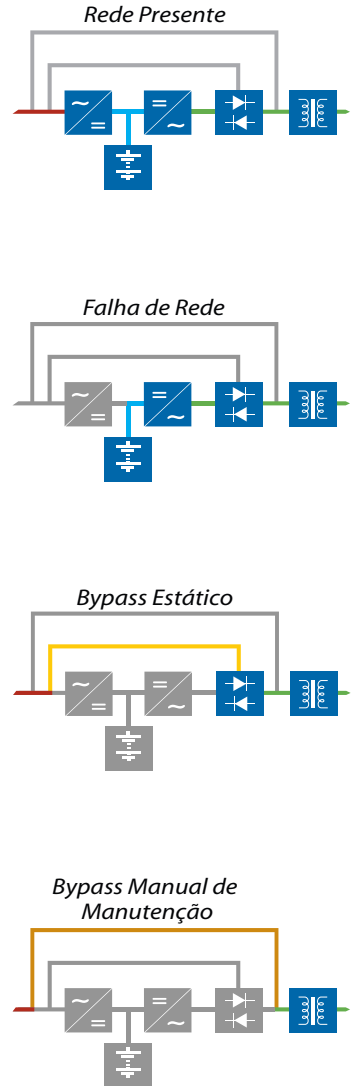 Rede Presente
Falha de Rede
Bypass Estático
Bypass Manual de
Manutenção